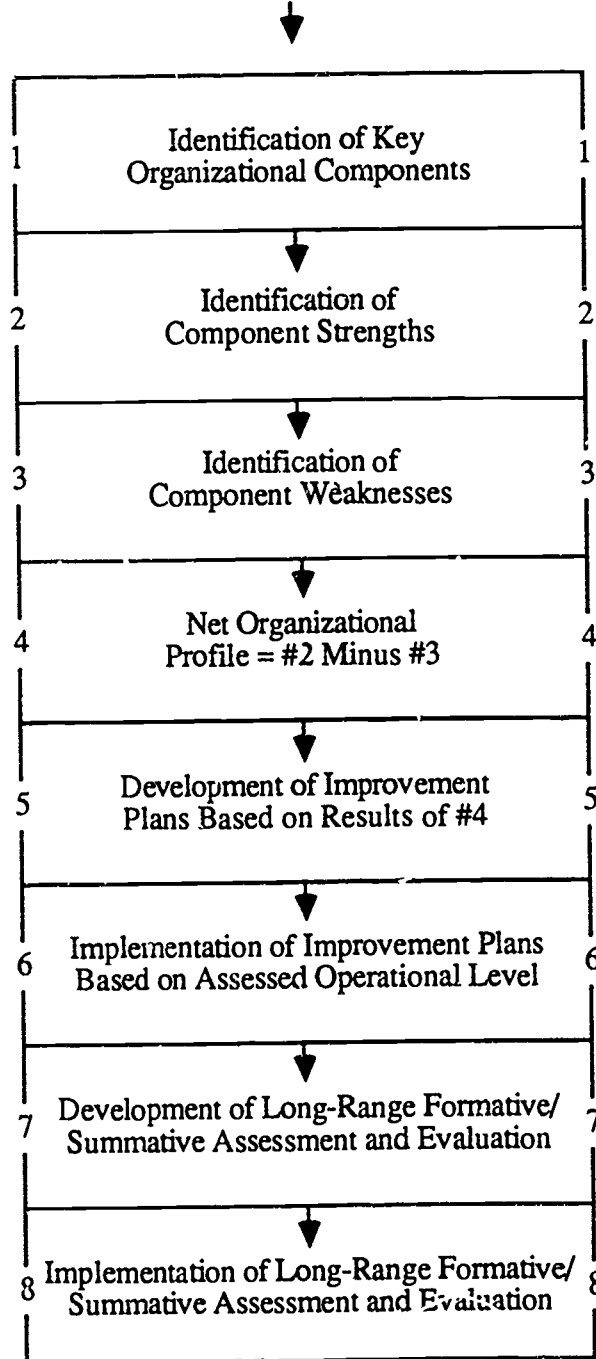 1 Identification of Key 1
Organizational Components
2 Identification of 2
Component Strengths
3 Identification of 3
Component Weaknesses
4 Net Organizational 4
Profile = #2 Minus #3
5 Development of Improvement 5
Plans Based on Results of #4
6 Implementation of Improvement Plans 6
Based on Assessed Operational Level
7 Development of Long-Range Formative/ 7
Summative Assessment and Evaluation
8 Implementation of Long-Range Formative/ 8
Summative Assessment and Evaluation